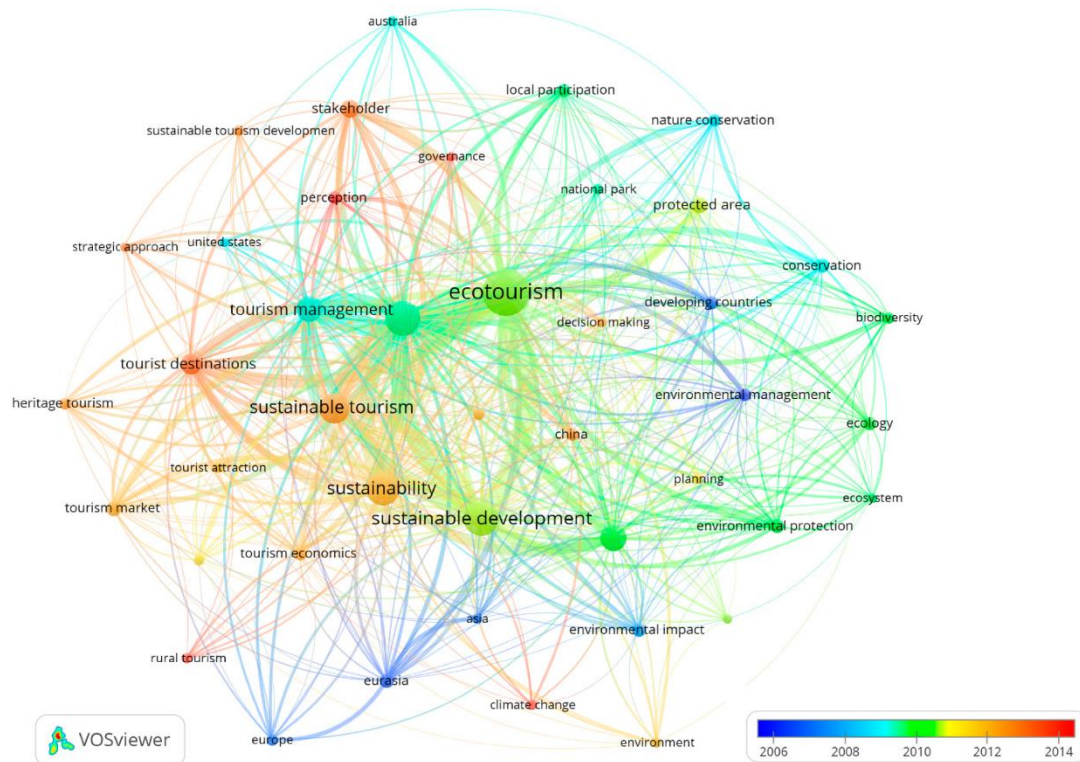 australia
local participation
stakeholder
nature conservation
sustainable tourism developmen
governance
national park
perception
protected area
united states
strategic approach
conservation
ecotourism
developing countries
tourism management
biodiversity
decision making
tourist destinations
environmental management
heritage tourism
sustainable tourism
ecology
china
tourist attraction
planning
sustainability
ecosystem
tourism market
sustainable development
environmental protection
tourism economics
asia
environmental impact
rural tourism
eurasia
climate change
europe
environment
VOSviewer
2006 2008 2010 2012 2014